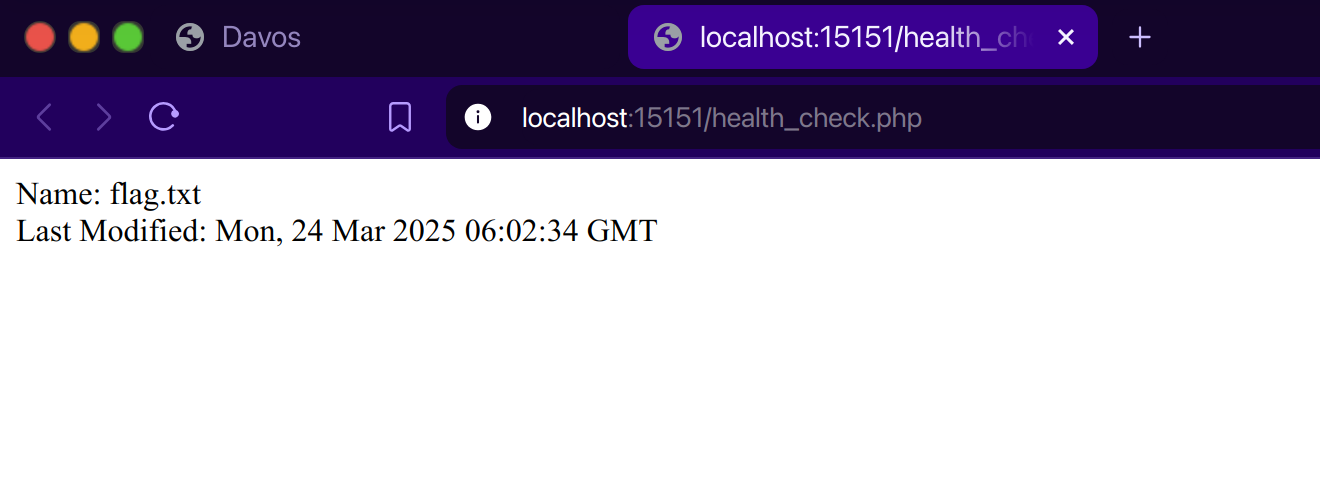 Davos
localhost:15151/health_ch
localhost:15151/health_check.php
Name: flag.txt
Last Modified: Mon, 24 Mar 2025 06:02:34 GMT